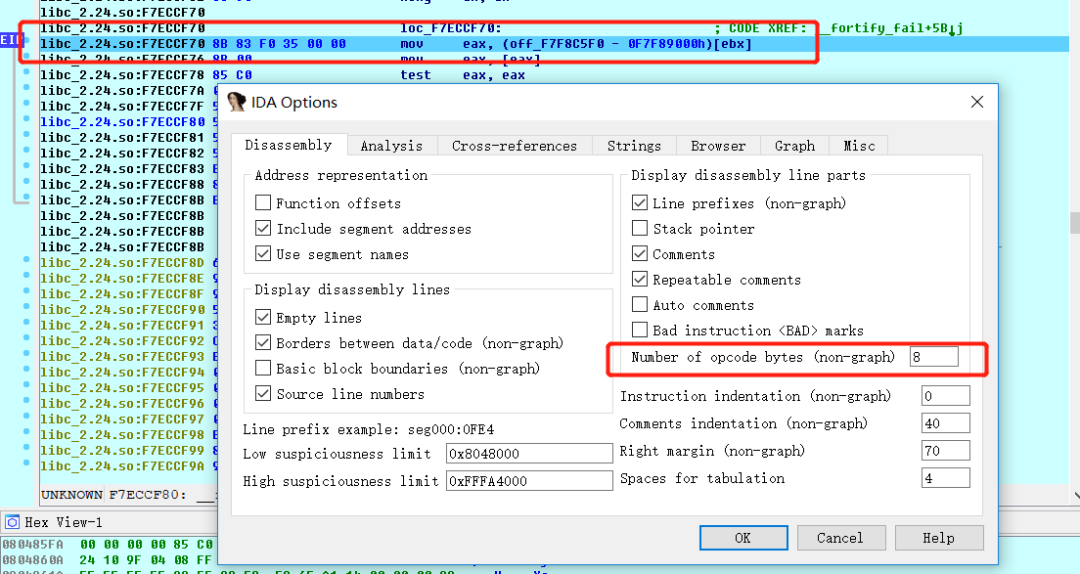 libc_2.24.so:F7ECCF70
libc_2.24.so:F7ECCF70 loc_F7ECCF70: ; CODE XREF: __fortify_fail+5B↓j
EI libc_2.24.so:F7ECCF70 8B 83 F0 35 00 00 mov eax, (off_F7F8C5F0 - 0F7F89000h)[ebx]
libc_2.24.so:F7ECCF76 8B 00 mov eax, [eax]
libc_2.24.so:F7ECCF78 85 C0 test eax, eax
libc_2.24.so:F7ECCF7A
libc_2.24.so:F7ECCF7F
libc_2.24.so:F7ECCF80
libc_2.24.so:F7ECCF81
libc_2.24.so:F7ECCF82
libc_2.24.so:F7ECCF83
libc_2.24.so:F7ECCF88
libc_2.24.so:F7ECCF8B
libc_2.24.so:F7ECCF8B
libc_2.24.so:F7ECCF8B
libc_2.24.so:F7ECCF8B
libc_2.24.so:F7ECCF8D
libc_2.24.so:F7ECCF8E
libc_2.24.so:F7ECCF8F
libc_2.24.so:F7ECCF90
libc_2.24.so:F7ECCF91
libc_2.24.so:F7ECCF92
libc_2.24.so:F7ECCF93
libc_2.24.so:F7ECCF94
libc_2.24.so:F7ECCF95
libc_2.24.so:F7ECCF96
libc_2.24.so:F7ECCF97
libc_2.24.so:F7ECCF98
libc_2.24.so:F7ECCF99
libc_2.24.so:F7ECCF9A
UNKNOWN F7ECCF80:
Hex View-1
080485FA 00 00 00 00 85 C0
0804860A 24 10 9F 04 08 FF
IDA Options
Disassembly Analysis Cross-references Strings Browser Graph Misc
Address representation
Function offsets
Include segment addresses
Use segment names
Display disassembly lines
Empty lines
Borders between data/code (non-graph)
Basic block boundaries (non-graph)
Source line numbers
Line prefix example: seg000:0FE4
Low suspiciousness limit 0x8048000
High suspiciousness limit 0xFFFA4000
Display disassembly line parts
Line prefixes (non-graph)
Stack pointer
Comments
Repeatable comments
Auto comments
Bad instruction <BAD> marks
Number of opcode bytes (non-graph) 8
Instruction indentation (non-graph) 0
Comments indentation (non-graph) 40
Right margin (non-graph) 70
Spaces for tabulation 4
OK Cancel Help